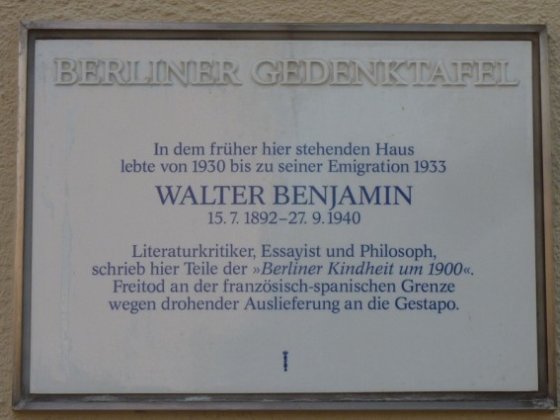 BERLINER GEDENKTAFEL
In dem früher hier stehenden Haus
lebte von 1930 bis zu seiner Emigration 1933
WALTER BENJAMIN
15. 7. 1892–27. 9. 1940
Literaturkritiker, Essayist und Philosoph,
schrieb hier Teile der »Berliner Kindheit um 1900«.
Freitod an der französisch-spanischen Grenze
wegen drohender Auslieferung an die Gestapo.